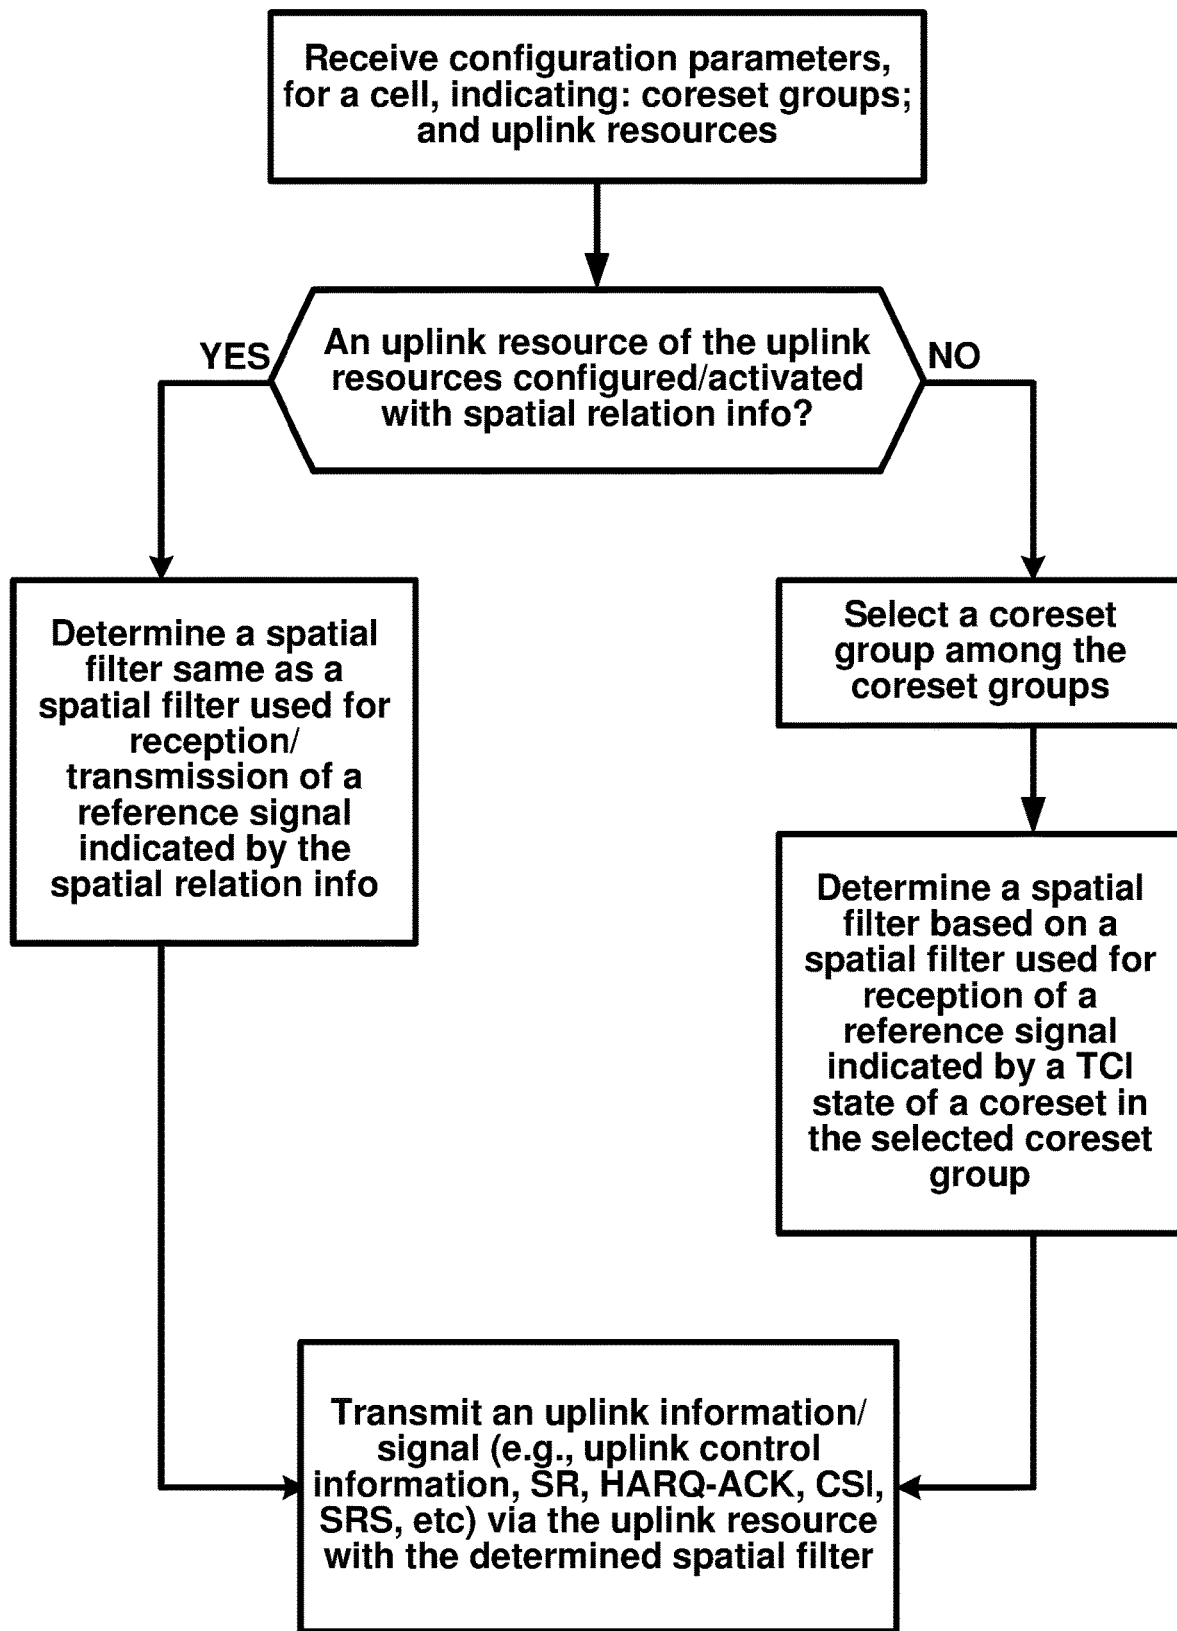 Receive configuration parameters,
for a cell, indicating: coreset groups;
and uplink resources
YES
An uplink resource of the uplink
resources configured/activated
with spatial relation info?
NO
Determine a spatial
filter same as a
spatial filter used for
reception/
transmission of a
reference signal
indicated by the
spatial relation info
Select a coreset
group among the
coreset groups
Determine a spatial
filter based on a
spatial filter used for
reception of a
reference signal
indicated by a TCI
state of a coreset in
the selected coreset
group
Transmit an uplink information/
signal (e.g., uplink control
information, SR, HARQ-ACK, CSI,
SRS, etc) via the uplink resource
with the determined spatial filter